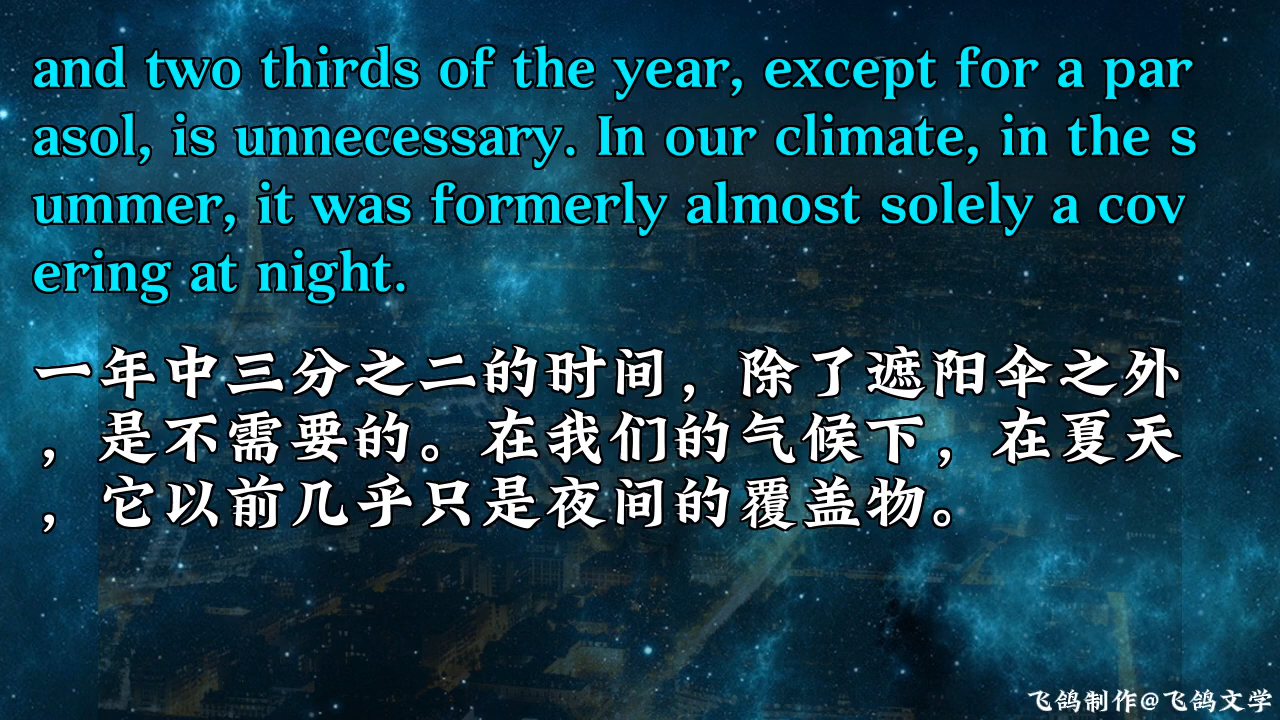 and two thirds of the year, except for a par
asol, is unnecessary. In our climate, in the s
ummer, it was formerly almost solely a cov
ering at night.
一年中三分之二的时间，除了遮阳伞之外
，是不需要的。在我们的气候下，在夏天
，它以前几乎只是夜间的覆盖物。
飞鸽制作@飞鸽文学